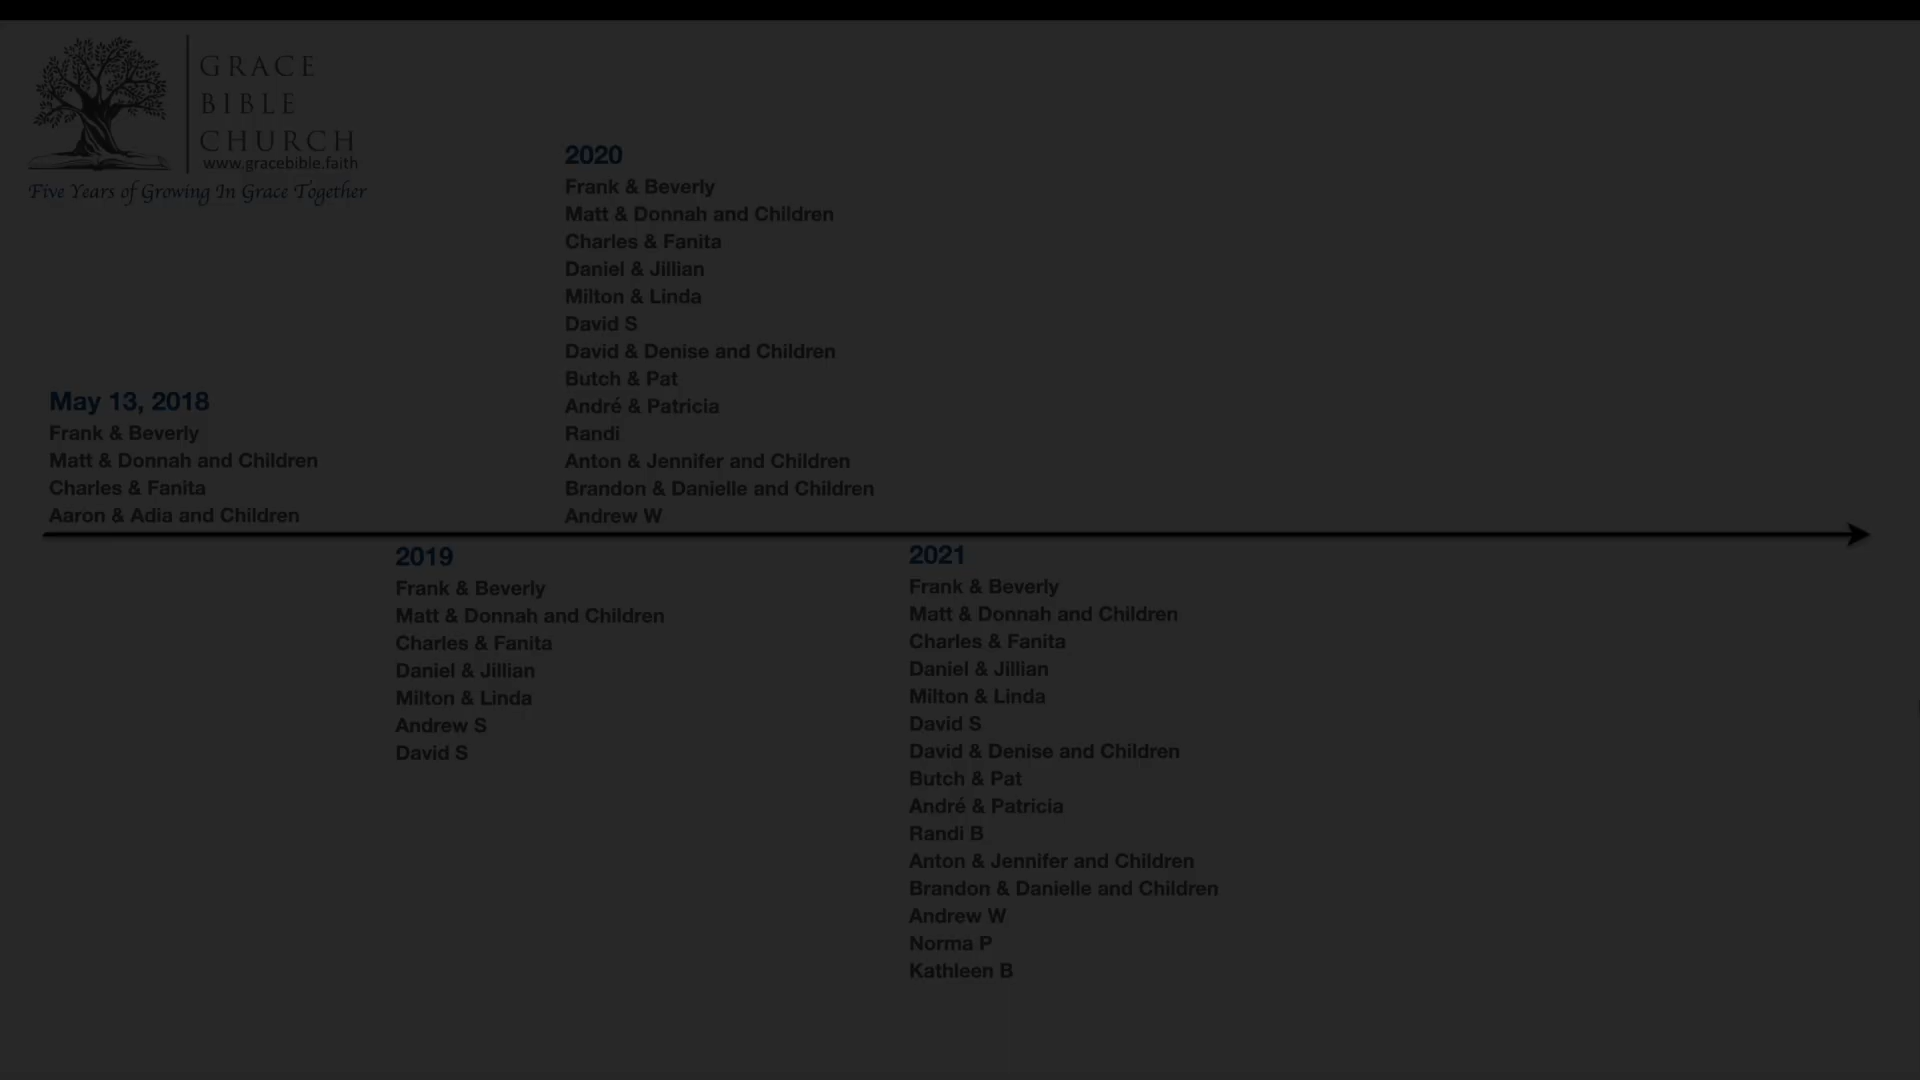 GRACE
BIBLE
CHURCH
www.gracebible.faith
Five Years of Growing In Grace Together
May 13, 2018
Frank & Beverly
Matt & Donnah and Children
Charles & Fanita
Aaron & Adia and Children
2019
Frank & Beverly
Matt & Donnah and Children
Charles & Fanita
Daniel & Jillian
Milton & Linda
Andrew S
David S
2020
Frank & Beverly
Matt & Donnah and Children
Charles & Fanita
Daniel & Jillian
Milton & Linda
David S
David & Denise and Children
Butch & Pat
André & Patricia
Randi
Anton & Jennifer and Children
Brandon & Danielle and Children
Andrew W
2021
Frank & Beverly
Matt & Donnah and Children
Charles & Fanita
Daniel & Jillian
Milton & Linda
David S
David & Denise and Children
Butch & Pat
André & Patricia
Randi B
Anton & Jennifer and Children
Brandon & Danielle and Children
Andrew W
Norma P
Kathleen B